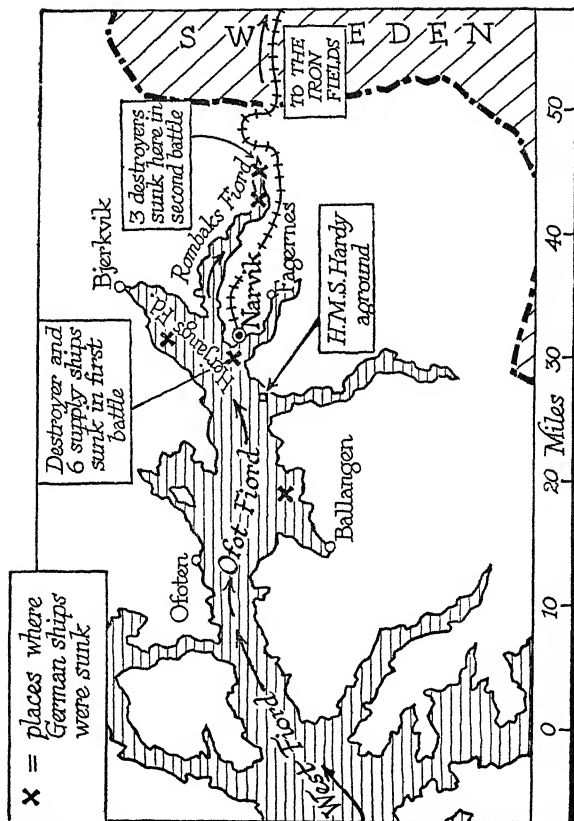 x = places where
German ships
were sunk
Destroyer and
6 supply ships
sunk in first
battle
3 destroyers
sunk here in
second battle
SWEDEN
TO THE
IRON
FIELDS
Bjerkvik
Rombaks Fiord
Herjangs Fd.
Narvik
Fagernes
H.M.S. Hardy
aground
Ofoten
Ofot Fiord
Ballangen
West Fiord
0 10 20 30 40 50
Miles